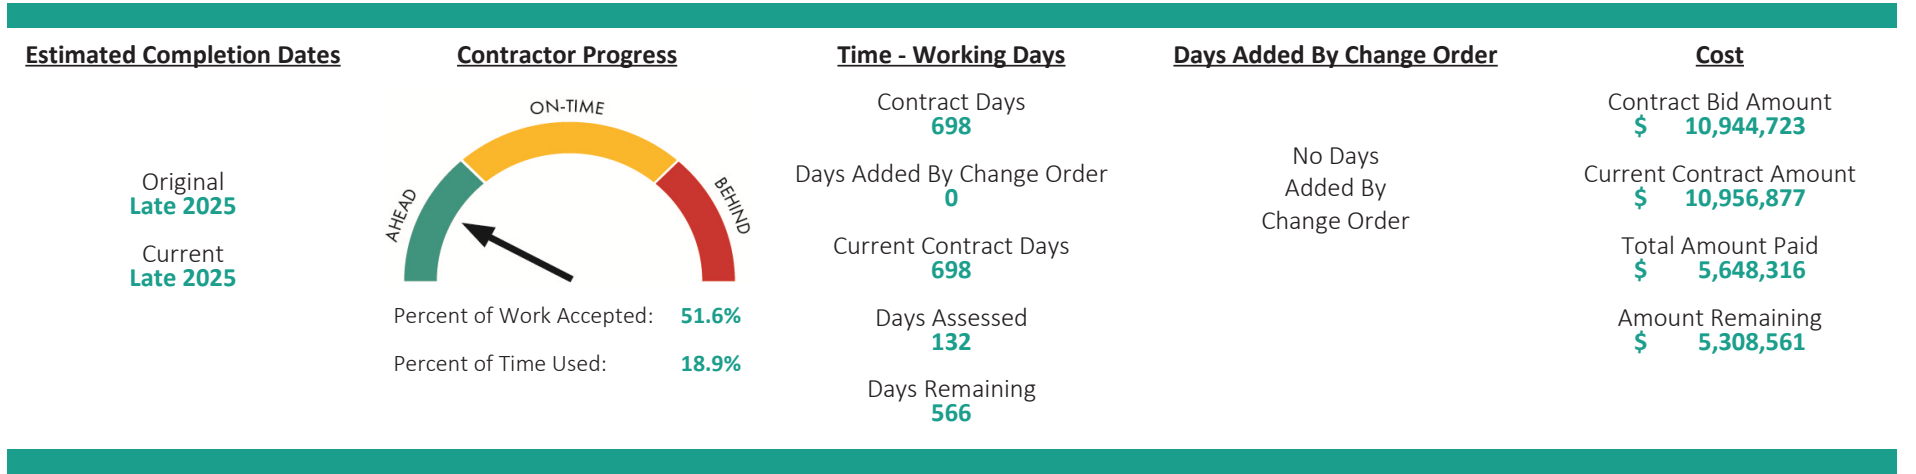 Estimated Completion Dates
Original
Late 2025
Current
Late 2025
Contractor Progress
ON-TIME
AHEAD
BEHIND
Percent of Work Accepted: 51.6%
Percent of Time Used: 18.9%
Time - Working Days
Contract Days
698
Days Added By Change Order
0
Current Contract Days
698
Days Assessed
132
Days Remaining
566
Days Added By Change Order
No Days
Added By
Change Order
Cost
Contract Bid Amount
$ 10,944,723
Current Contract Amount
$ 10,956,877
Total Amount Paid
$ 5,648,316
Amount Remaining
$ 5,308,561